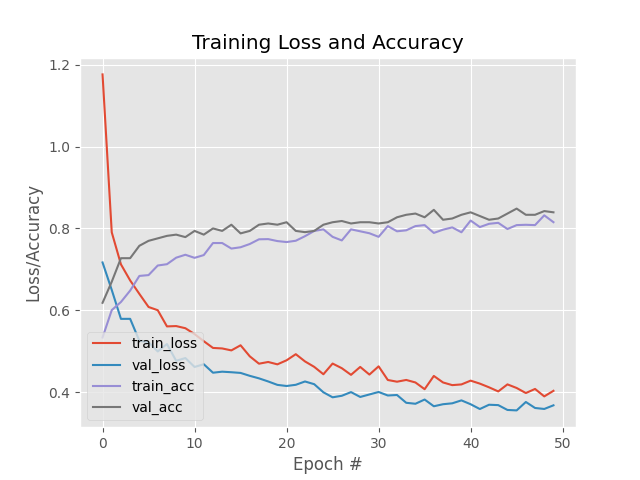 Training Loss and Accuracy
1.2
1.0
0.8
0.6
0.4
Loss/Accuracy
train_loss
val_loss
train_acc
val_acc
0 10 20 30 40 50
Epoch #